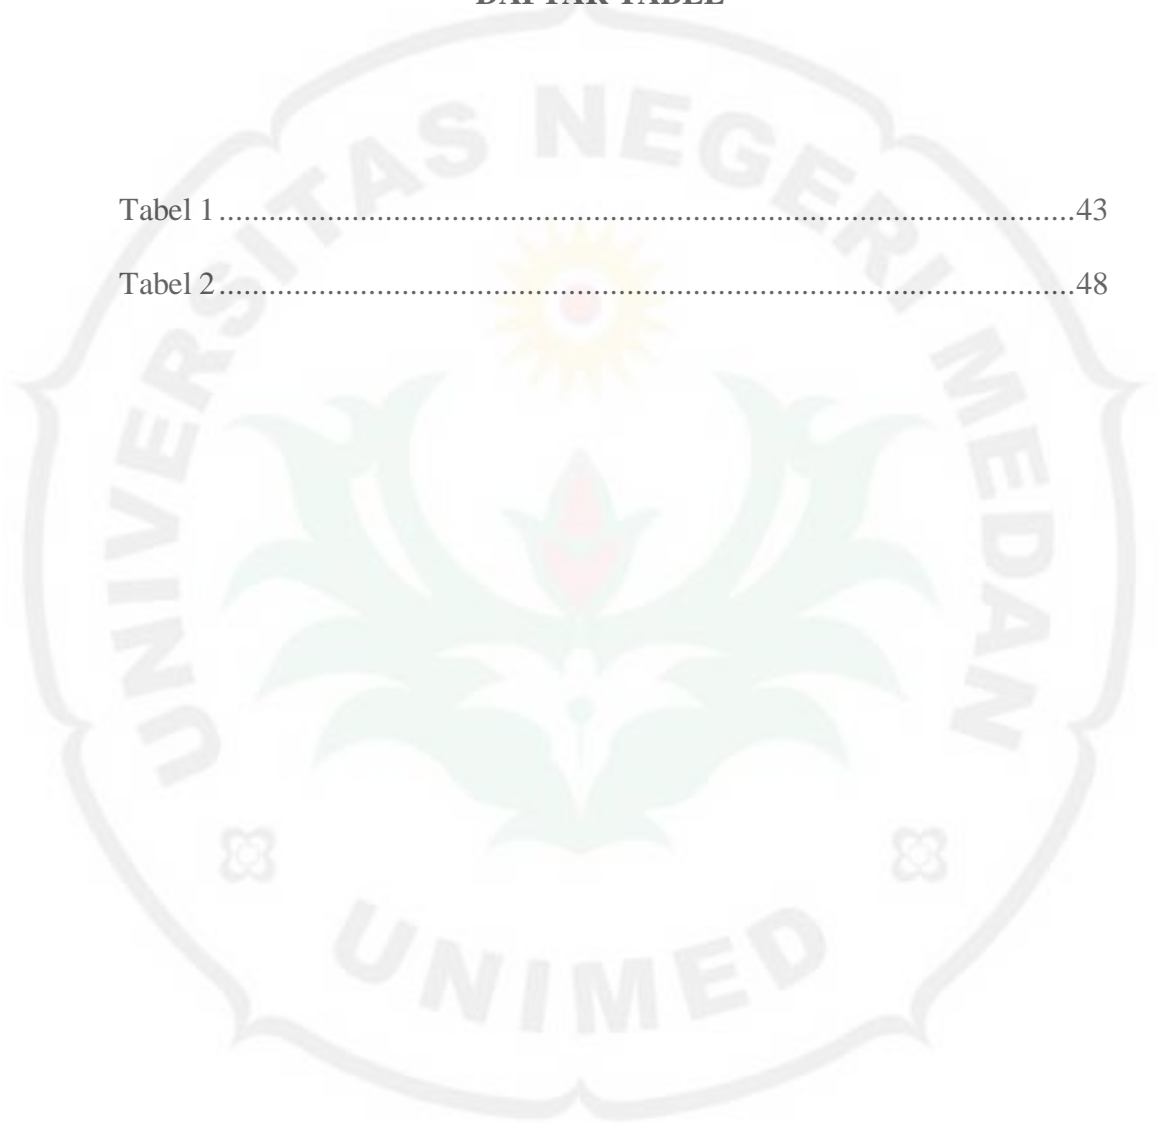 DAFTAR TABEL
Tabel 1.....................................................................................43
Tabel 2.....................................................................................48
UNIVERSITAS NEGERI MEDAN
UNIMED